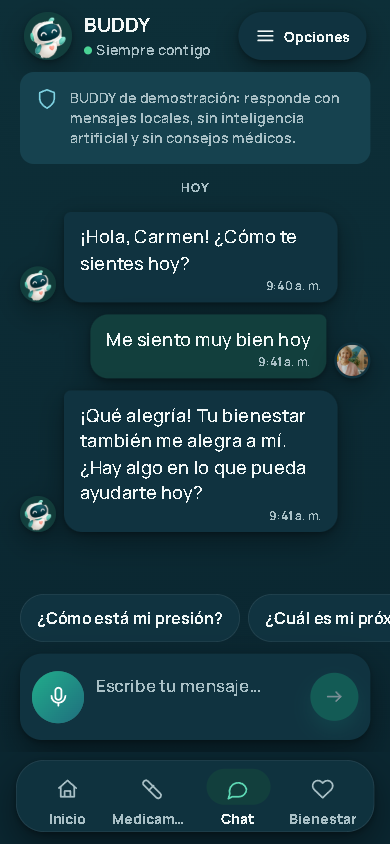 BUDDY
Siempre contigo
Opciones
BUDDY de demostración: responde con
mensajes locales, sin inteligencia
artificial y sin consejos médicos.
HOY
¡Hola, Carmen! ¿Cómo te
sientes hoy?
9:40 a. m.
Me siento muy bien hoy
9:41 a. m.
¡Qué alegría! Tu bienestar
también me alegra a mí.
¿Hay algo en lo que pueda
ayudarte hoy?
9:41 a. m.
¿Cómo está mi presión?
¿Cuál es mi próx
Escribe tu mensaje...
Inicio
Medicam...
Chat
Bienestar